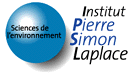 Sciences de
l'environnement
Institut
Pierre
Simon
Laplace